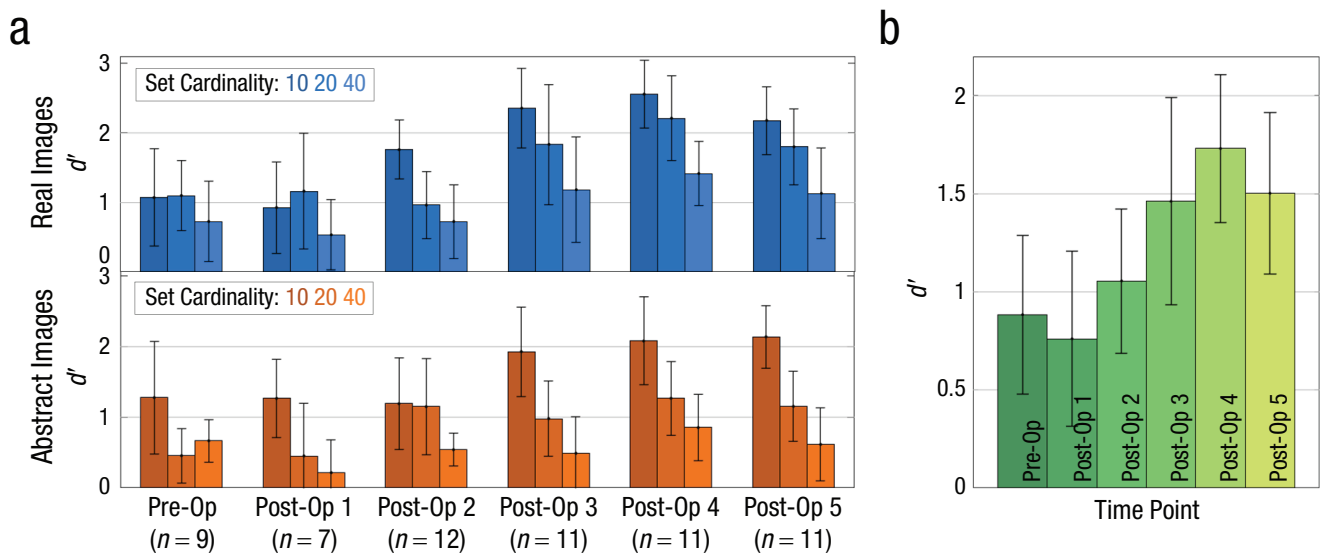 a
Real Images
d′
3
2
1
0
Set Cardinality: 10 20 40
Abstract Images
d′
3
2
1
0
Set Cardinality: 10 20 40
Pre-Op Post-Op 1 Post-Op 2 Post-Op 3 Post-Op 4 Post-Op 5
(n = 9) (n = 7) (n = 12) (n = 11) (n = 11) (n = 11)
b
d′
2
1.5
1
0.5
0
Pre-Op
Post-Op 1
Post-Op 2
Post-Op 3
Post-Op 4
Post-Op 5
Time Point